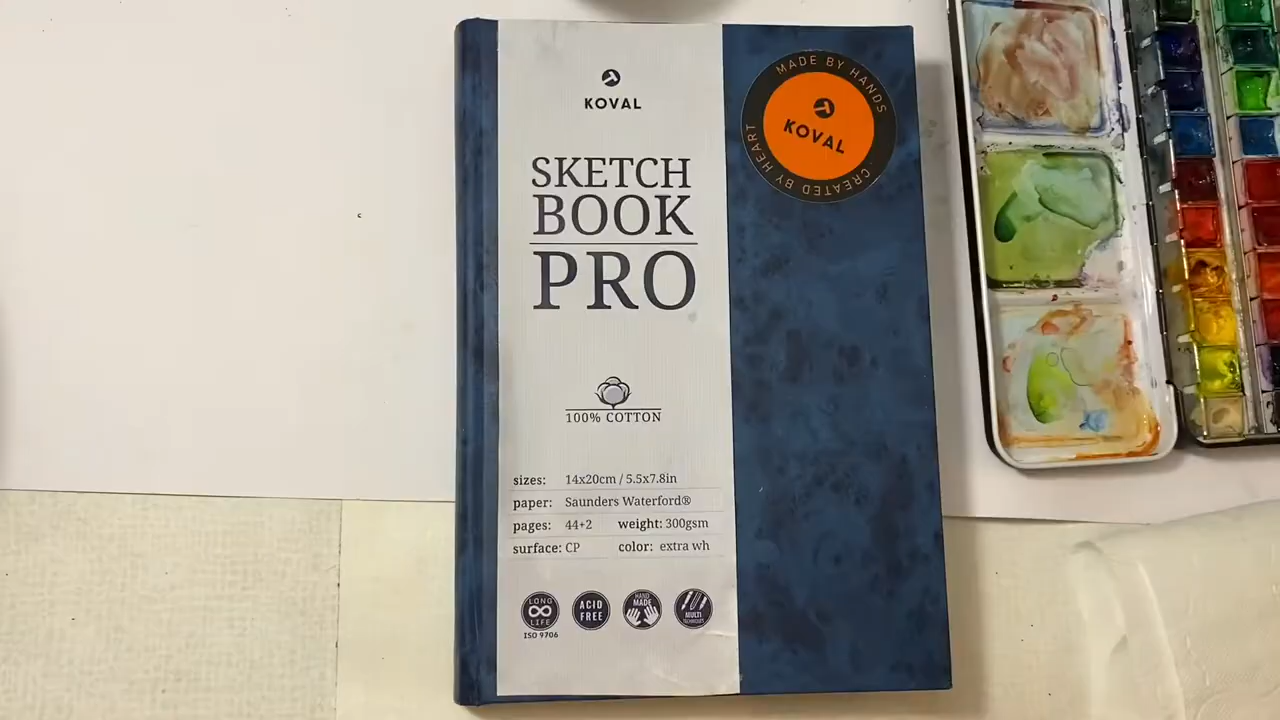 KOVAL
SKETCH
BOOK
PRO
100% COTTON
sizes: 14x20cm / 5.5x7.8in
paper: Saunders Waterford®
pages: 44+2 weight: 300gsm
surface: CP color: extra wh
LONG
LIFE
ISO 9706
ACID
FREE
HAND
MADE
MULTI
TECHNIQUES
MADE BY HANDS
CREATED BY HEART
KOVAL